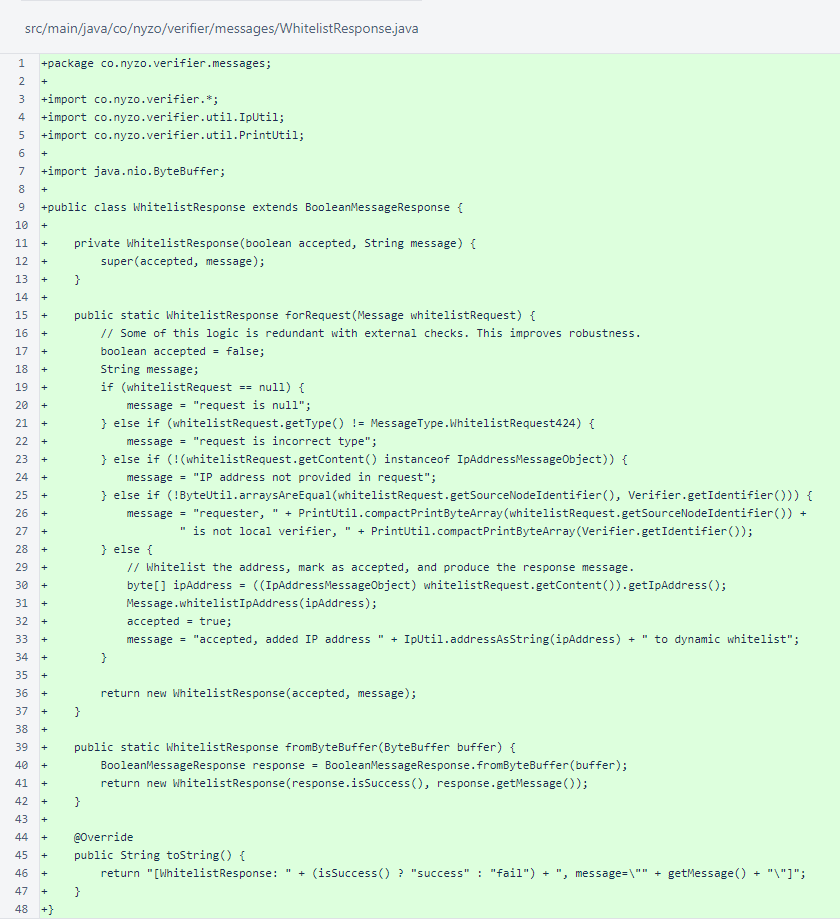 src/main/java/co/nyzo/verifier/messages/WhitelistResponse.java
1 +package co.nyzo.verifier.messages;
2 +
3 +import co.nyzo.verifier.*;
4 +import co.nyzo.verifier.util.IpUtil;
5 +import co.nyzo.verifier.util.PrintUtil;
6 +
7 +import java.nio.ByteBuffer;
8 +
9 +public class WhitelistResponse extends BooleanMessageResponse {
10 +
11 +    private WhitelistResponse(boolean accepted, String message) {
12 +        super(accepted, message);
13 +    }
14 +
15 +    public static WhitelistResponse forRequest(Message whitelistRequest) {
16 +        // Some of this logic is redundant with external checks. This improves robustness.
17 +        boolean accepted = false;
18 +        String message;
19 +        if (whitelistRequest == null) {
20 +            message = "request is null";
21 +        } else if (whitelistRequest.getType() != MessageType.WhitelistRequest424) {
22 +            message = "request is incorrect type";
23 +        } else if (!(whitelistRequest.getContent() instanceof IpAddressMessageObject)) {
24 +            message = "IP address not provided in request";
25 +        } else if (!ByteUtil.arraysAreEqual(whitelistRequest.getSourceNodeIdentifier(), Verifier.getIdentifier())) {
26 +            message = "requester, " + PrintUtil.compactPrintByteArray(whitelistRequest.getSourceNodeIdentifier()) +
27 +                    " is not local verifier, " + PrintUtil.compactPrintByteArray(Verifier.getIdentifier());
28 +        } else {
29 +            // Whitelist the address, mark as accepted, and produce the response message.
30 +            byte[] ipAddress = ((IpAddressMessageObject) whitelistRequest.getContent()).getIpAddress();
31 +            Message.whitelistIpAddress(ipAddress);
32 +            accepted = true;
33 +            message = "accepted, added IP address " + IpUtil.addressAsString(ipAddress) + " to dynamic whitelist";
34 +        }
35 +
36 +        return new WhitelistResponse(accepted, message);
37 +    }
38 +
39 +    public static WhitelistResponse fromByteBuffer(ByteBuffer buffer) {
40 +        BooleanMessageResponse response = BooleanMessageResponse.fromByteBuffer(buffer);
41 +        return new WhitelistResponse(response.isSuccess(), response.getMessage());
42 +    }
43 +
44 +    @Override
45 +    public String toString() {
46 +        return "[WhitelistResponse: " + (isSuccess() ? "success" : "fail") + ", message=\"" + getMessage() + "\"]";
47 +    }
48 +}